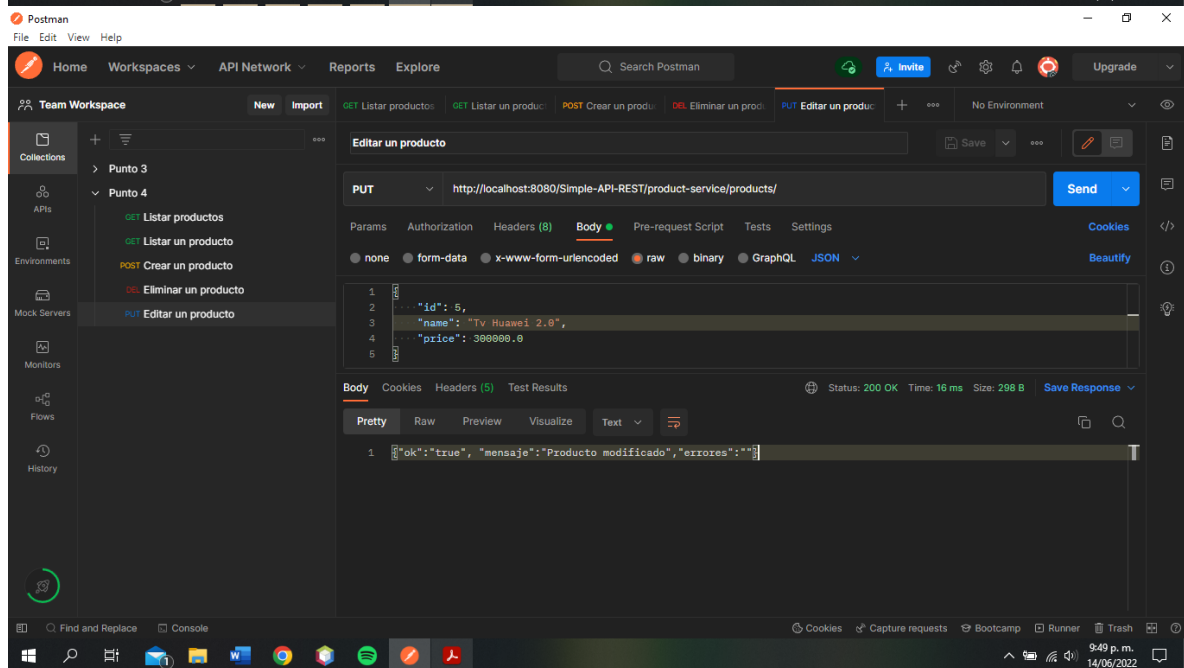 Postman
File Edit View Help
Home Workspaces API Network Reports Explore Search Postman Invite Upgrade
Team Workspace New Import
GET Listar productos GET Listar un produc POST Crear un produ DEL Eliminar un prod PUT Editar un produc No Environment
Collections
APIs
Environments
Mock Servers
Monitors
Flows
History
Punto 3
Punto 4
GET Listar productos
GET Listar un producto
POST Crear un producto
DEL Eliminar un producto
PUT Editar un producto
Editar un producto Save
PUT http://localhost:8080/Simple-API-REST/product-service/products/ Send
Params Authorization Headers (8) Body Pre-request Script Tests Settings Cookies
none form-data x-www-form-urlencoded raw binary GraphQL JSON Beautify
1 {
2 "id": 5,
3 "name": "Tv Huawei 2.0",
4 "price": 300000.0
5 }
Body Cookies Headers (5) Test Results Status: 200 OK Time: 16 ms Size: 298 B Save Response
Pretty Raw Preview Visualize Text
1 {"ok":"true", "mensaje":"Producto modificado","errores":""}
Find and Replace Console Cookies Capture requests Bootcamp Runner Trash
1
9:49 p. m.
14/06/2022